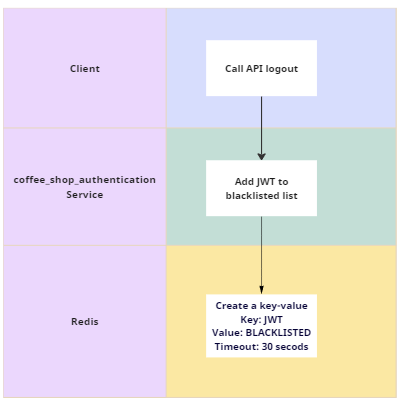 Client
Call API logout
coffee_shop_authentication
Service
Add JWT to
blacklisted list
Redis
Create a key-value
Key: JWT
Value: BLACKLISTED
Timeout: 30 secods